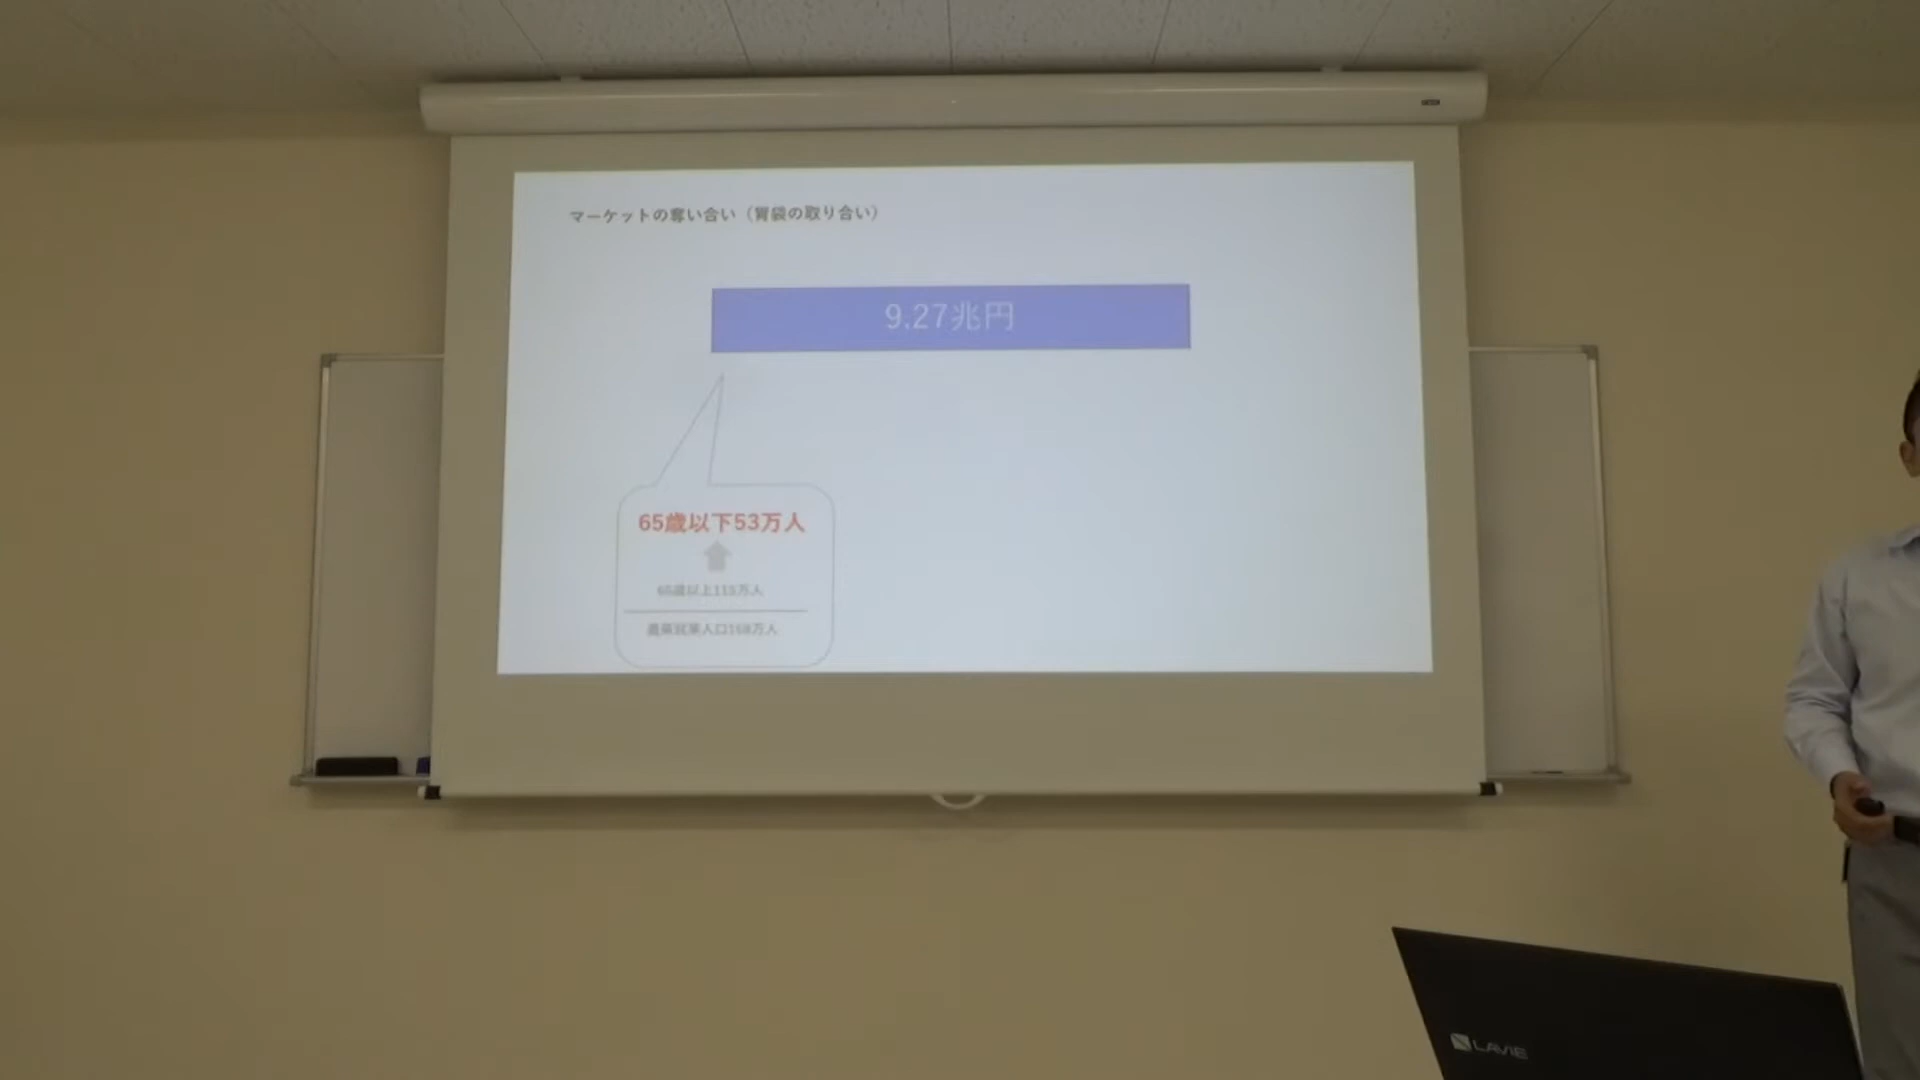 マーケットの奪い合い（胃袋の取り合い）
9.27兆円
65歳以下53万人
65歳以上115万人
農業就業人口168万人
LAVIE